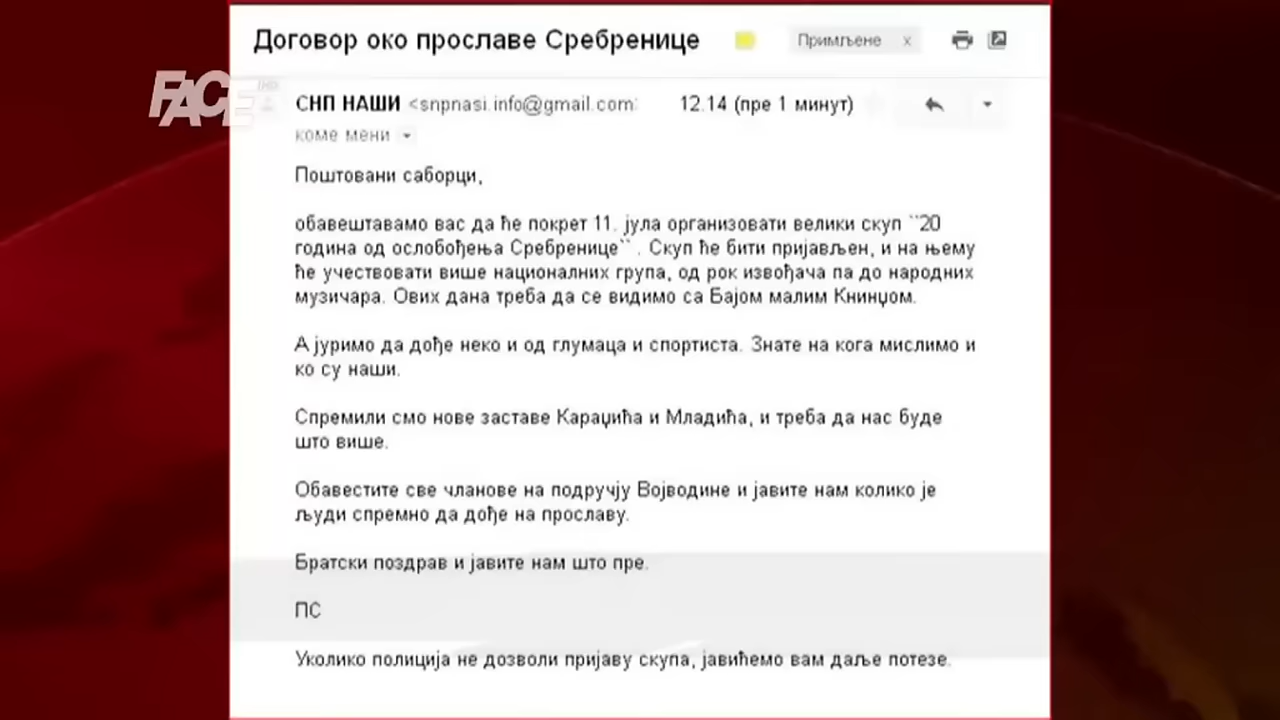 Договор око прославе Сребренице
Примљене x
FACE
СНП НАШИ <snpnasi.info@gmail.com> 12.14 (пре 1 минут)
коме мени
Поштовани саборци,
обавештавамо вас да ће покрет 11. јула организовати велики скуп ``20
година од ослобођења Сребренице`` . Скуп ће бити пријављен, и на њему
ће учествовати више националних група, од рок извођача па до народних
музичара. Ових дана треба да се видимо са Бајом малим Книнџом.
А јуримо да дође неко и од глумаца и спортиста. Знате на кога мислимо и
ко су наши.
Спремили смо нове заставе Караџића и Младића, и треба да нас буде
што више.
Обавестите све чланове на подручју Војводине и јавите нам колико је
људи спремно да дође на прославу.
Братски поздрав и јавите нам што пре.
ПС
Уколико полиција не дозволи пријаву скупа, јавићемо вам даље потезе.